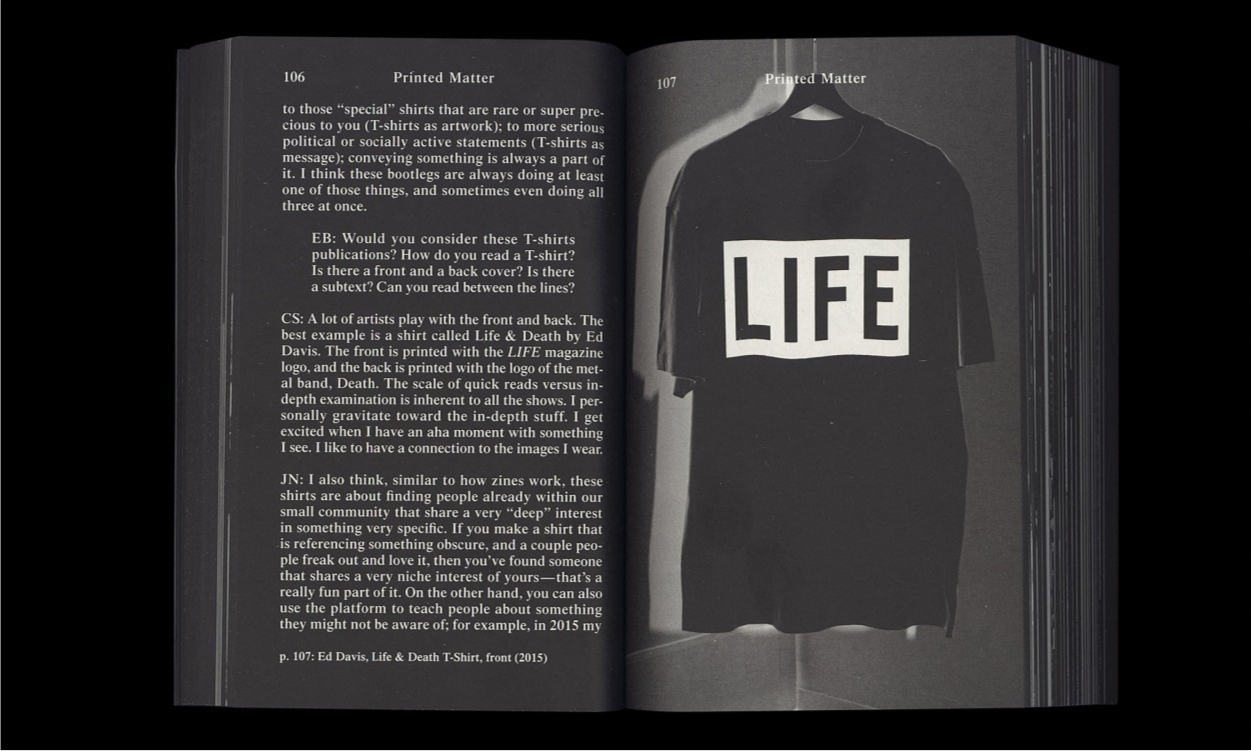 106
Printed Matter
to those “special” shirts that are rare or super pre-
cious to you (T-shirts as artwork); to more serious
political or socially active statements (T-shirts as
message); conveying something is always a part of
it. I think these bootlegs are always doing at least
one of those things, and sometimes even doing all
three at once.
EB: Would you consider these T-shirts
publications? How do you read a T-shirt?
Is there a front and a back cover? Is there
a subtext? Can you read between the lines?
CS: A lot of artists play with the front and back. The
best example is a shirt called Life & Death by Ed
Davis. The front is printed with the LIFE magazine
logo, and the back is printed with the logo of the met-
al band, Death. The scale of quick reads versus in-
depth examination is inherent to all the shows. I per-
sonally gravitate toward the in-depth stuff. I get
excited when I have an aha moment with something
I see. I like to have a connection to the images I wear.
JN: I also think, similar to how zines work, these
shirts are about finding people already within our
small community that share a very “deep” interest
in something very specific. If you make a shirt that
is referencing something obscure, and a couple peo-
ple freak out and love it, then you’ve found someone
that shares a very niche interest of yours—that’s a
really fun part of it. On the other hand, you can also
use the platform to teach people about something
they might not be aware of; for example, in 2015 my
p. 107: Ed Davis, Life & Death T-Shirt, front (2015)
107
Printed Matter
LIFE